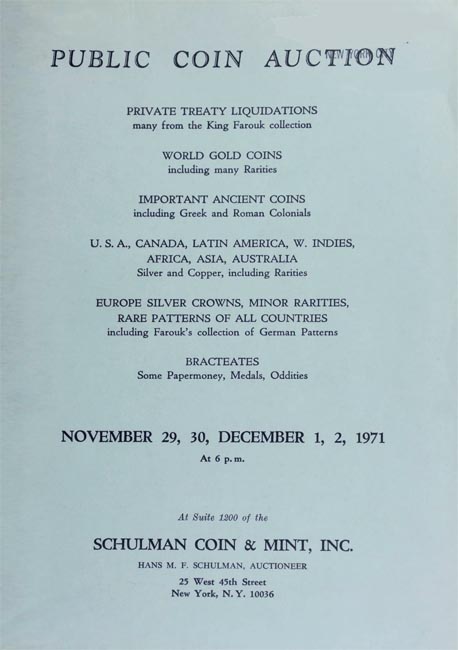 NEW YORK CITY
PUBLIC COIN AUCTION
PRIVATE TREATY LIQUIDATIONS
many from the King Farouk collection
WORLD GOLD COINS
including many Rarities
IMPORTANT ANCIENT COINS
including Greek and Roman Colonials
U. S. A., CANADA, LATIN AMERICA, W. INDIES,
AFRICA, ASIA, AUSTRALIA
Silver and Copper, including Rarities
EUROPE SILVER CROWNS, MINOR RARITIES,
RARE PATTERNS OF ALL COUNTRIES
including Farouk's collection of German Patterns
BRACTEATES
Some Papermoney, Medals, Oddities
NOVEMBER 29, 30, DECEMBER 1, 2, 1971
At 6 p. m.
At Suite 1200 of the
SCHULMAN COIN & MINT, INC.
HANS M. F. SCHULMAN, AUCTIONEER
25 West 45th Street
New York, N. Y. 10036